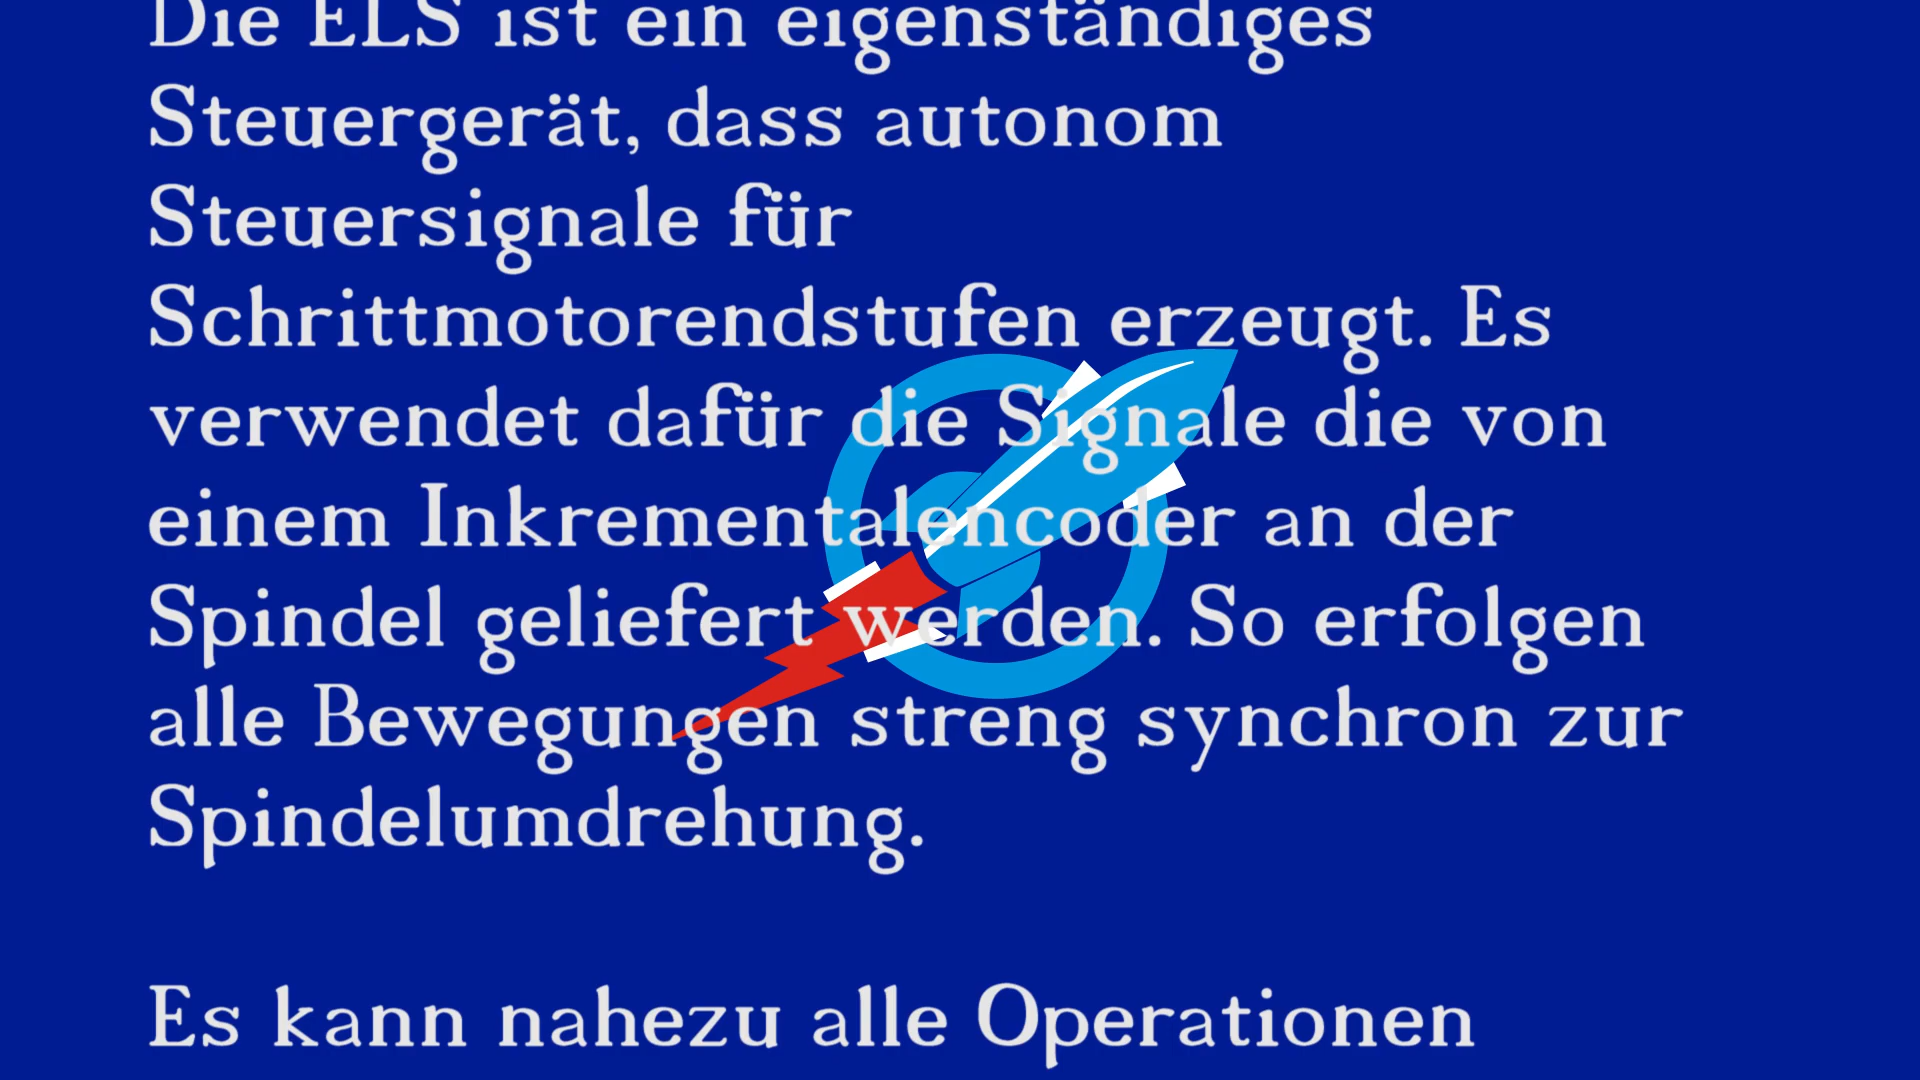 Die ELS ist ein eigenständiges
Steuergerät, dass autonom
Steuersignale für
Schrittmotorendstufen erzeugt. Es
verwendet dafür die Signale die von
einem Inkrementalencoder an der
Spindel geliefert werden. So erfolgen
alle Bewegungen streng synchron zur
Spindelumdrehung.
Es kann nahezu alle Operationen